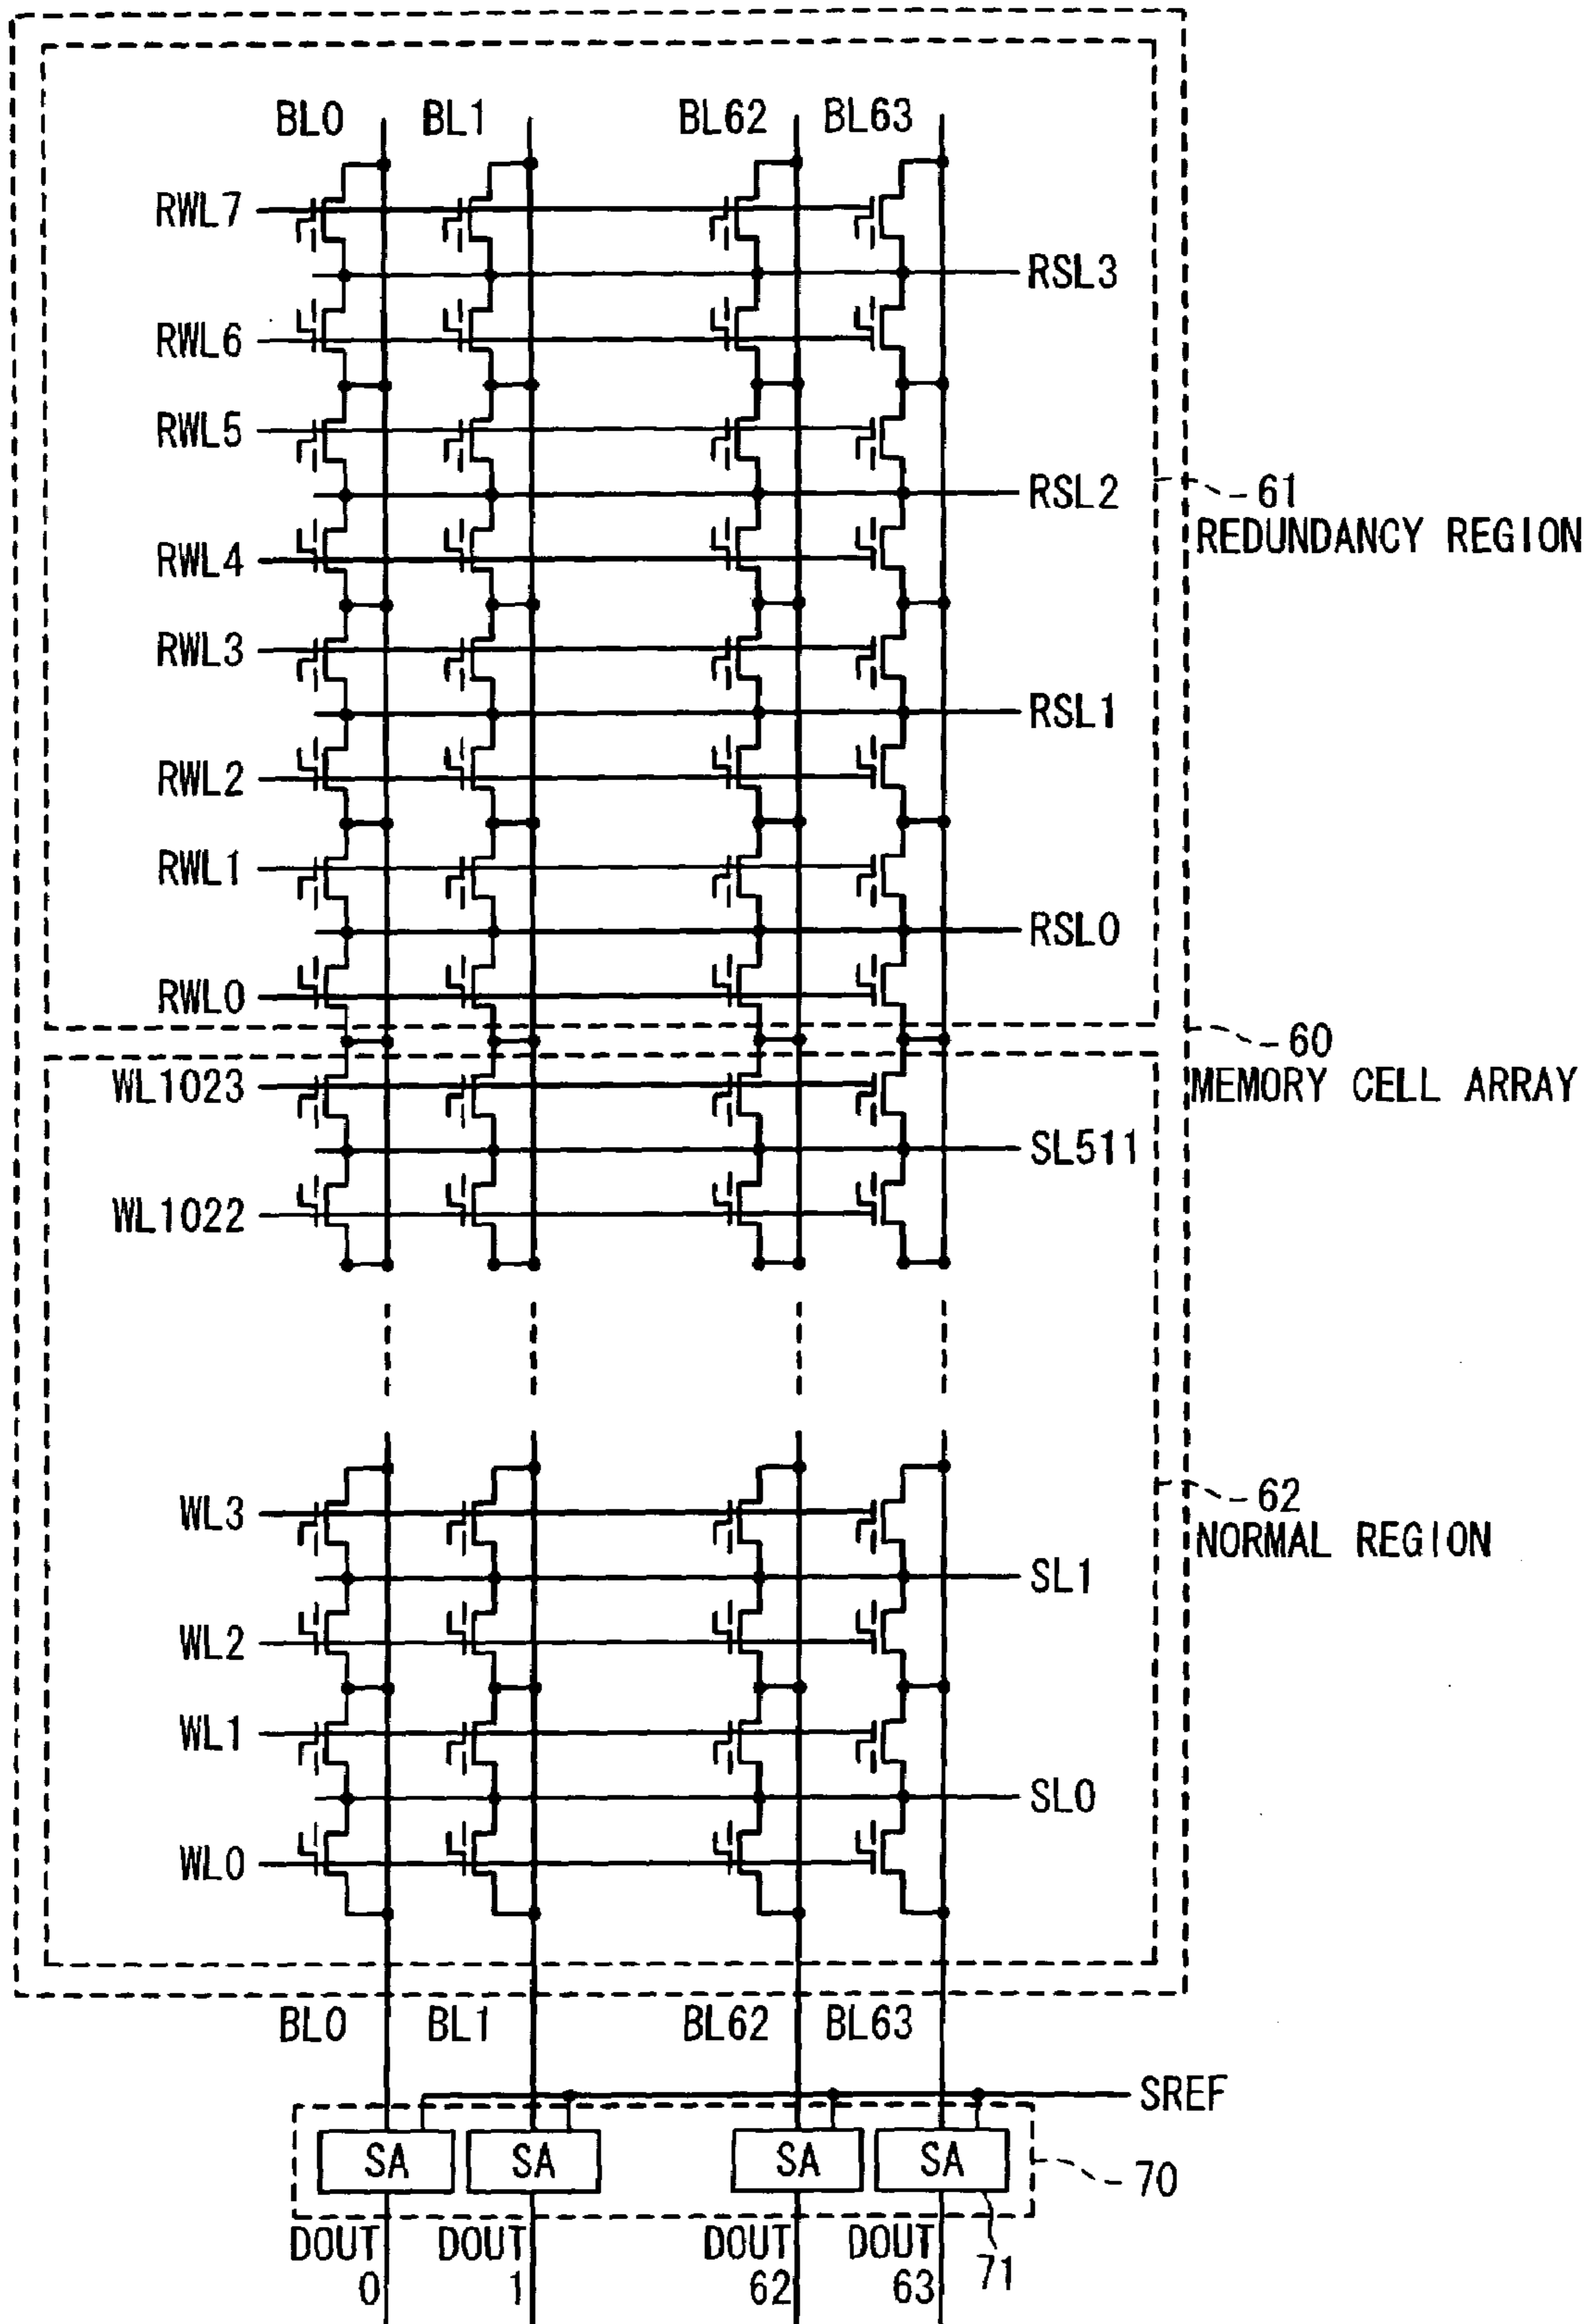 BL0 BL1 BL62 BL63
RWL7
RSL3
RWL6
RWL5
RSL2
61
REDUNDANCY REGION
RWL4
RWL3
RSL1
RWL2
RWL1
RSL0
RWL0
60
MEMORY CELL ARRAY
WL1023
SL511
WL1022
62
NORMAL REGION
WL3
SL1
WL2
WL1
SL0
WL0
BL0 BL1 BL62 BL63
SREF
SA SA SA SA
70
71
DOUT DOUT DOUT DOUT
0 1 62 63